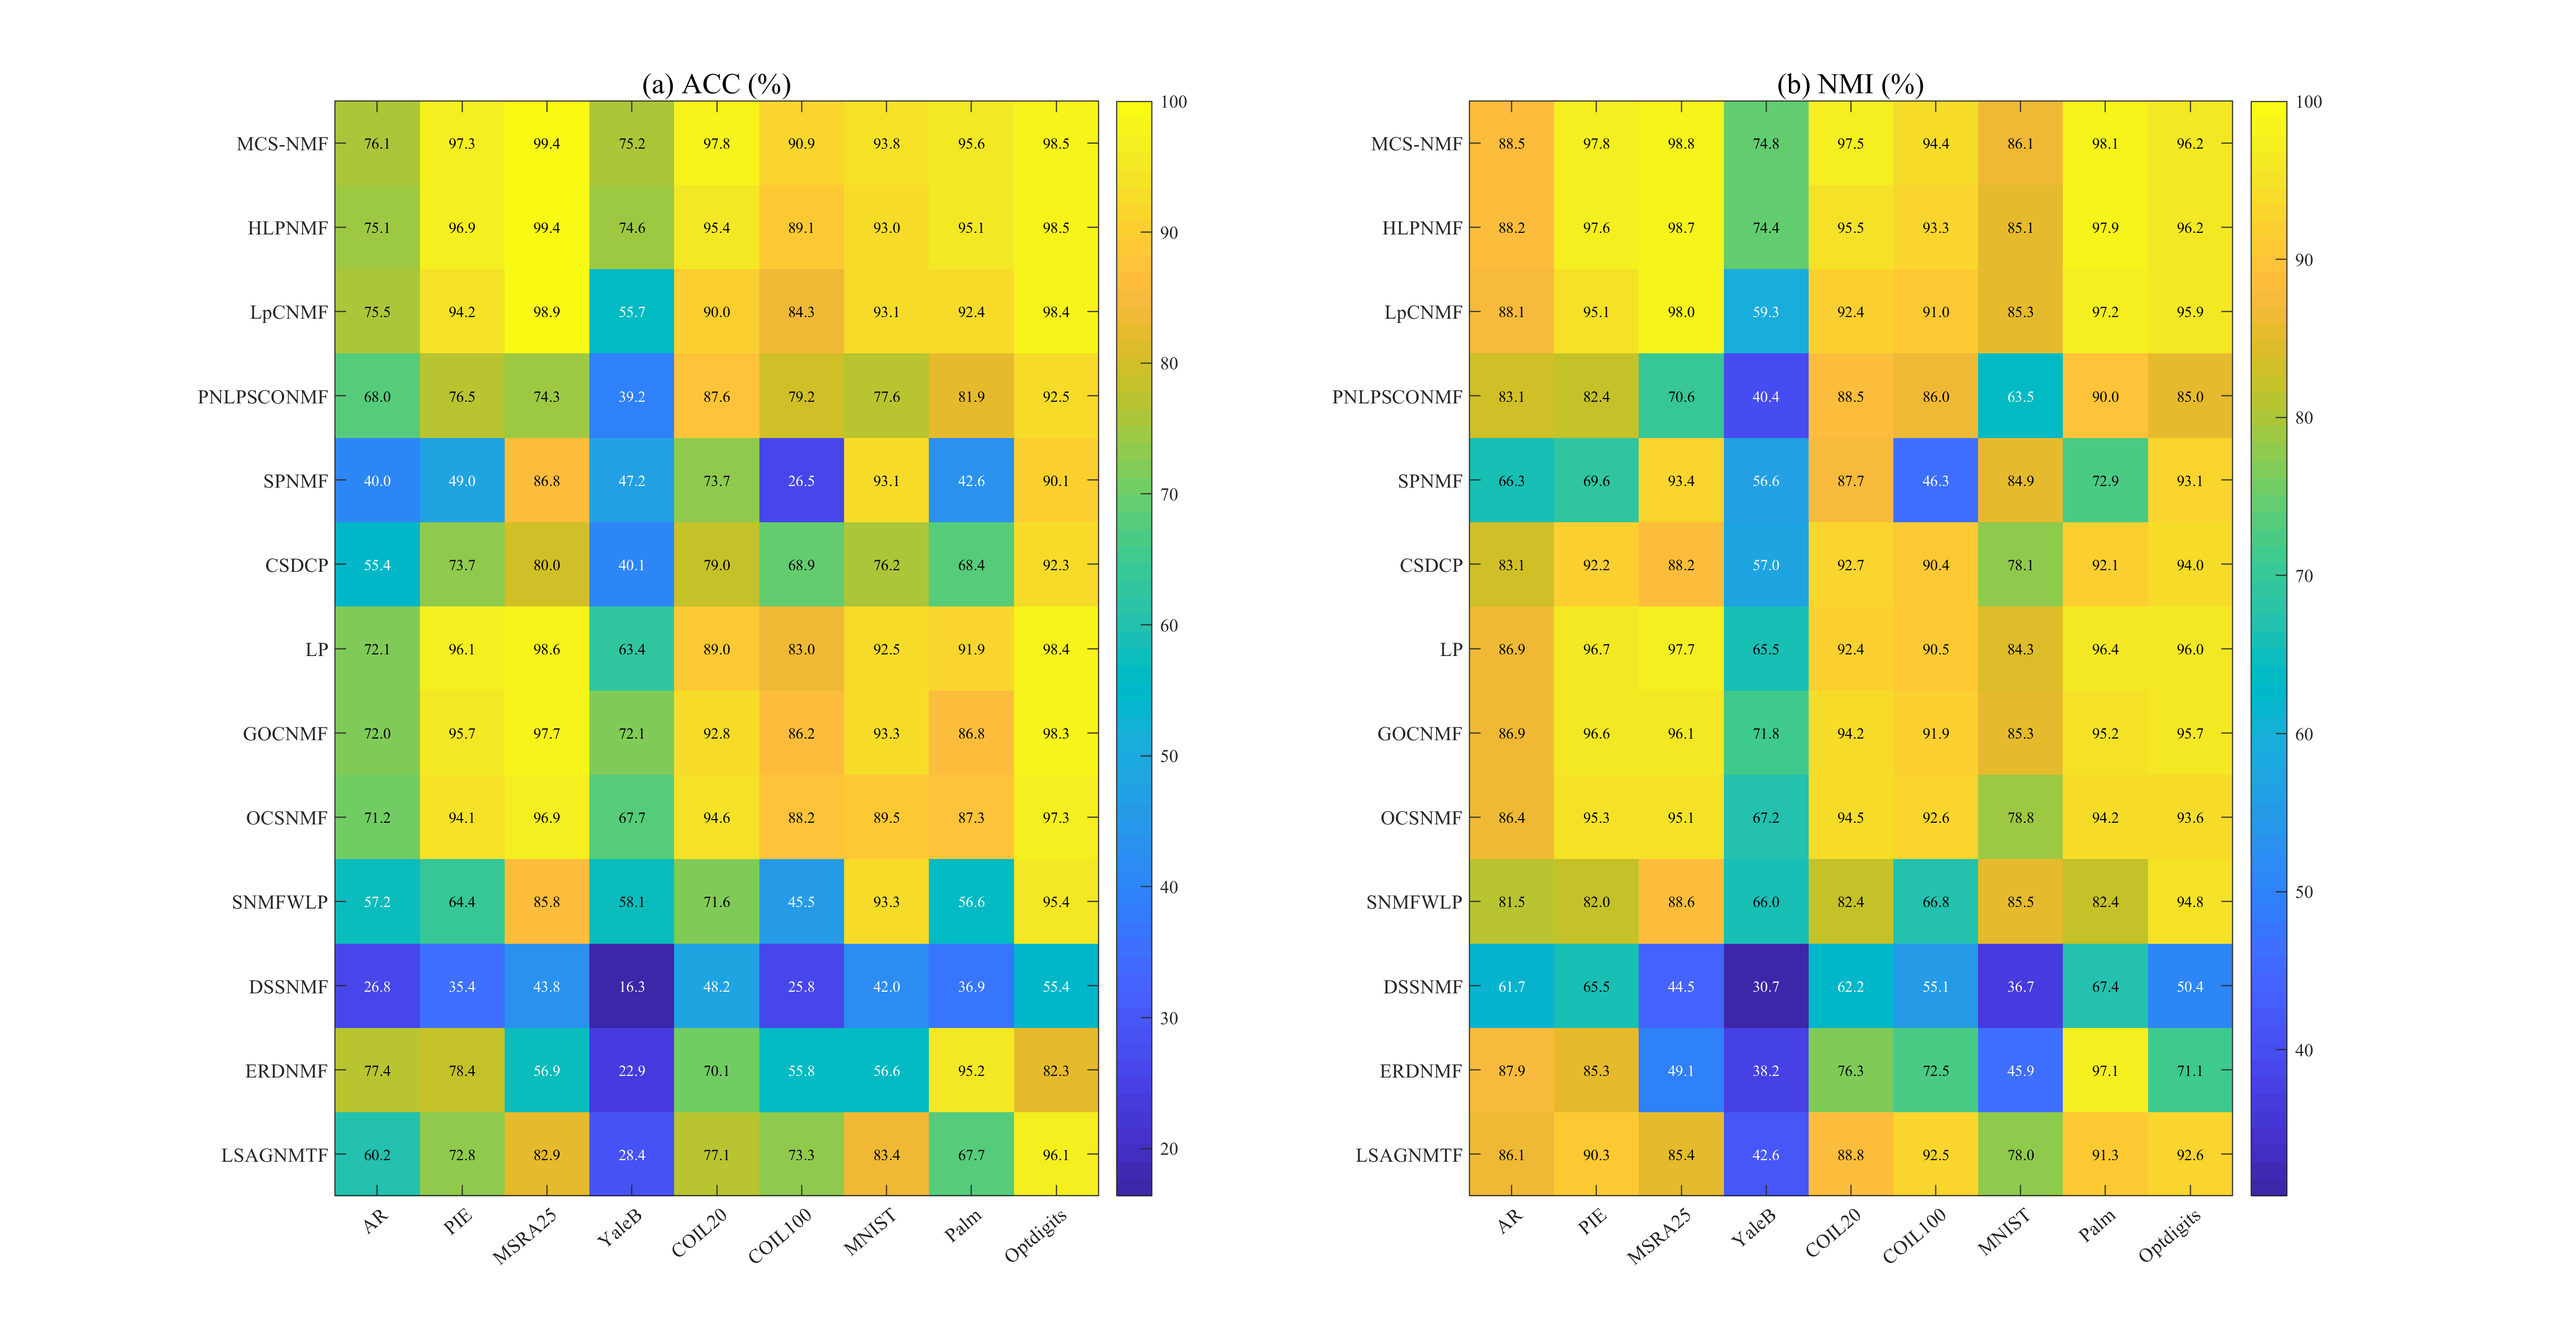 (a) ACC (%)
MCS-NMF 76.1 97.3 99.4 75.2 97.8 90.9 93.8 95.6 98.5
HLPNMF 75.1 96.9 99.4 74.6 95.4 89.1 93.0 95.1 98.5
LpCNMF 75.5 94.2 98.9 55.7 90.0 84.3 93.1 92.4 98.4
PNLPSCONMF 68.0 76.5 74.3 39.2 87.6 79.2 77.6 81.9 92.5
SPNMF 40.0 49.0 86.8 47.2 73.7 26.5 93.1 42.6 90.1
CSDCP 55.4 73.7 80.0 40.1 79.0 68.9 76.2 68.4 92.3
LP 72.1 96.1 98.6 63.4 89.0 83.0 92.5 91.9 98.4
GOCNMF 72.0 95.7 97.7 72.1 92.8 86.2 93.3 86.8 98.3
OCSNMF 71.2 94.1 96.9 67.7 94.6 88.2 89.5 87.3 97.3
SNMFWLP 57.2 64.4 85.8 58.1 71.6 45.5 93.3 56.6 95.4
DSSNMF 26.8 35.4 43.8 16.3 48.2 25.8 42.0 36.9 55.4
ERDNMF 77.4 78.4 56.9 22.9 70.1 55.8 56.6 95.2 82.3
LSAGNMTF 60.2 72.8 82.9 28.4 77.1 73.3 83.4 67.7 96.1
AR PIE MSRA25 YaleB COIL20 COIL100 MNIST Palm Optdigits
100
90
80
70
60
50
40
30
20
(b) NMI (%)
MCS-NMF 88.5 97.8 98.8 74.8 97.5 94.4 86.1 98.1 96.2
HLPNMF 88.2 97.6 98.7 74.4 95.5 93.3 85.1 97.9 96.2
LpCNMF 88.1 95.1 98.0 59.3 92.4 91.0 85.3 97.2 95.9
PNLPSCONMF 83.1 82.4 70.6 40.4 88.5 86.0 63.5 90.0 85.0
SPNMF 66.3 69.6 93.4 56.6 87.7 46.3 84.9 72.9 93.1
CSDCP 83.1 92.2 88.2 57.0 92.7 90.4 78.1 92.1 94.0
LP 86.9 96.7 97.7 65.5 92.4 90.5 84.3 96.4 96.0
GOCNMF 86.9 96.6 96.1 71.8 94.2 91.9 85.3 95.2 95.7
OCSNMF 86.4 95.3 95.1 67.2 94.5 92.6 78.8 94.2 93.6
SNMFWLP 81.5 82.0 88.6 66.0 82.4 66.8 85.5 82.4 94.8
DSSNMF 61.7 65.5 44.5 30.7 62.2 55.1 36.7 67.4 50.4
ERDNMF 87.9 85.3 49.1 38.2 76.3 72.5 45.9 97.1 71.1
LSAGNMTF 86.1 90.3 85.4 42.6 88.8 92.5 78.0 91.3 92.6
AR PIE MSRA25 YaleB COIL20 COIL100 MNIST Palm Optdigits
100
90
80
70
60
50
40